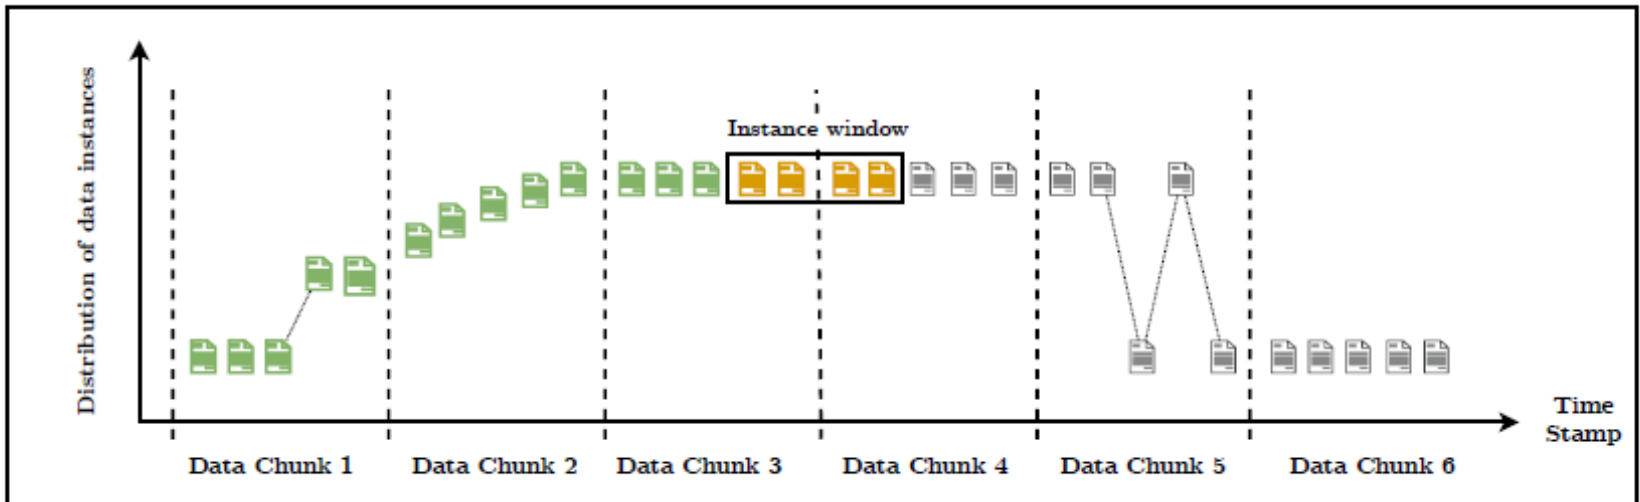 Distribution of data instances
Instance window
Time
Stamp
Data Chunk 1
Data Chunk 2
Data Chunk 3
Data Chunk 4
Data Chunk 5
Data Chunk 6